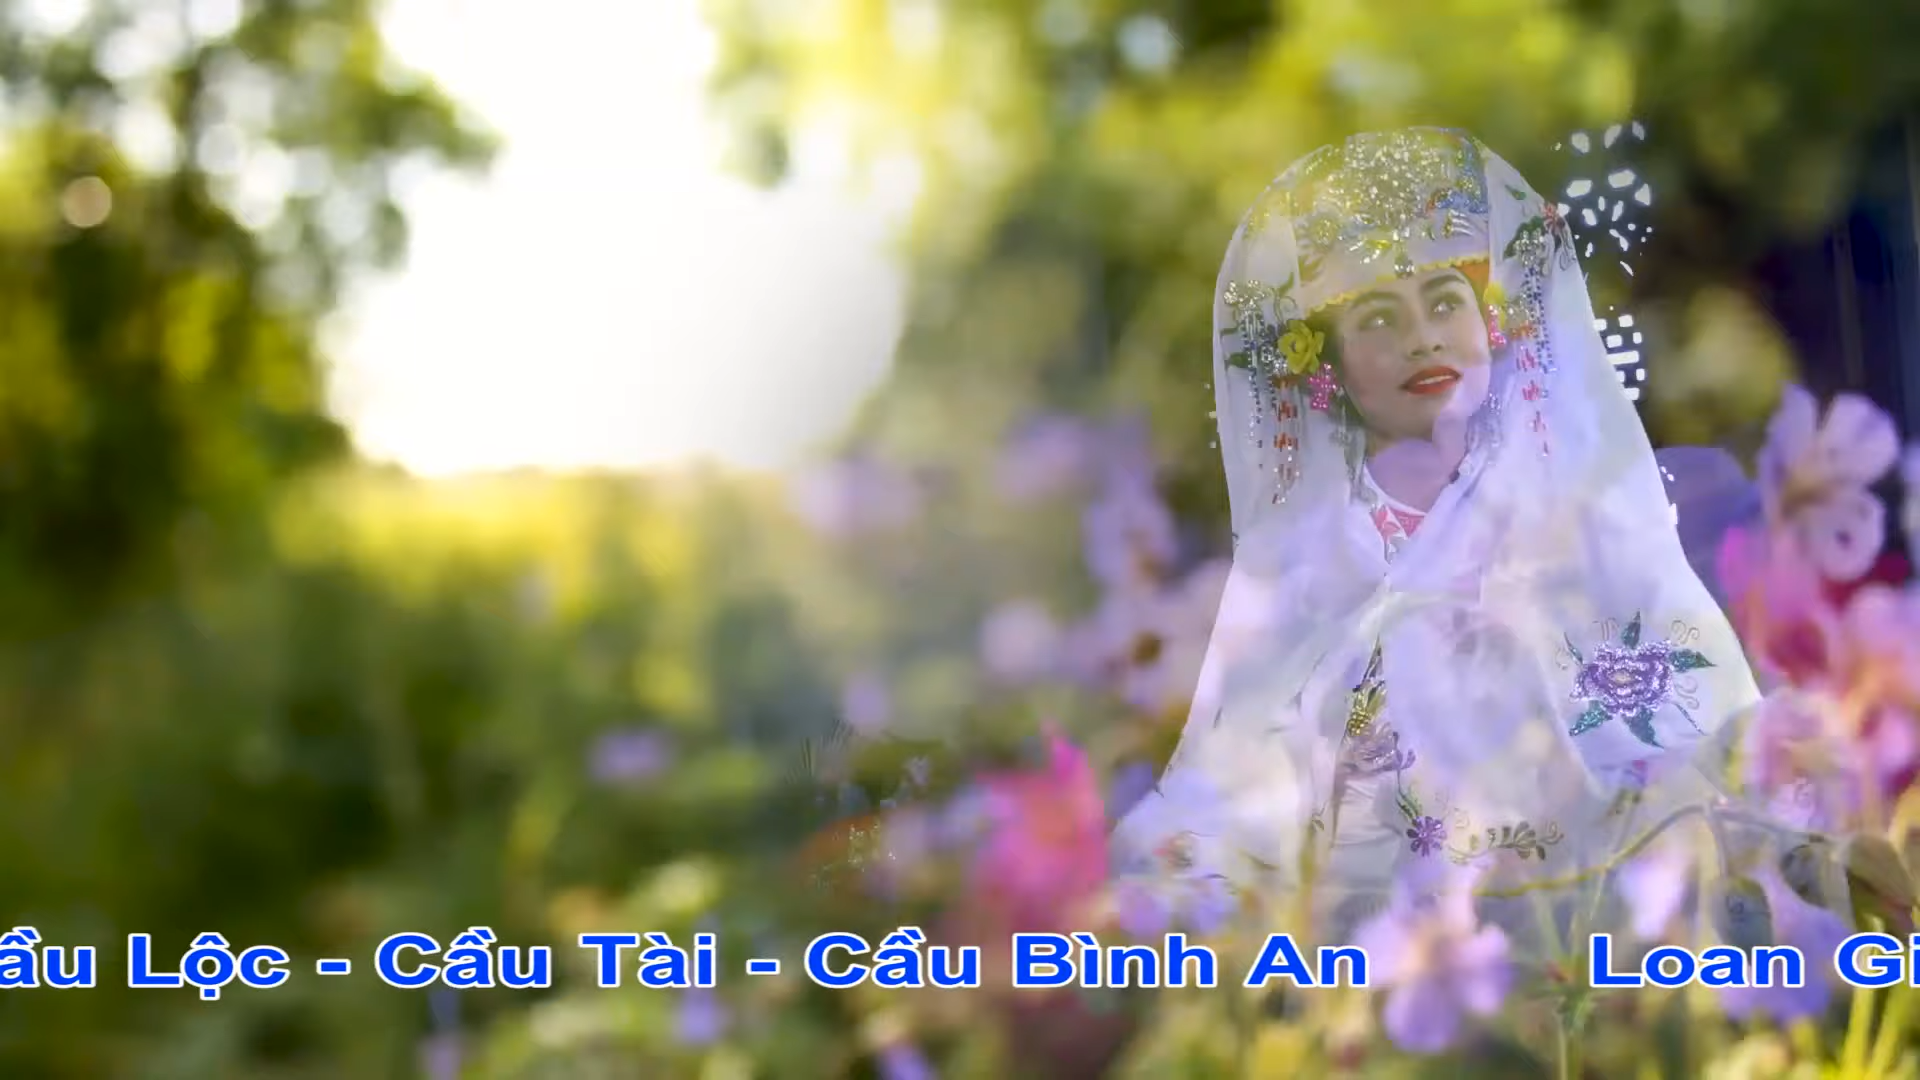 ầu Lộc - Cầu Tài - Cầu Bình An Loan Gi